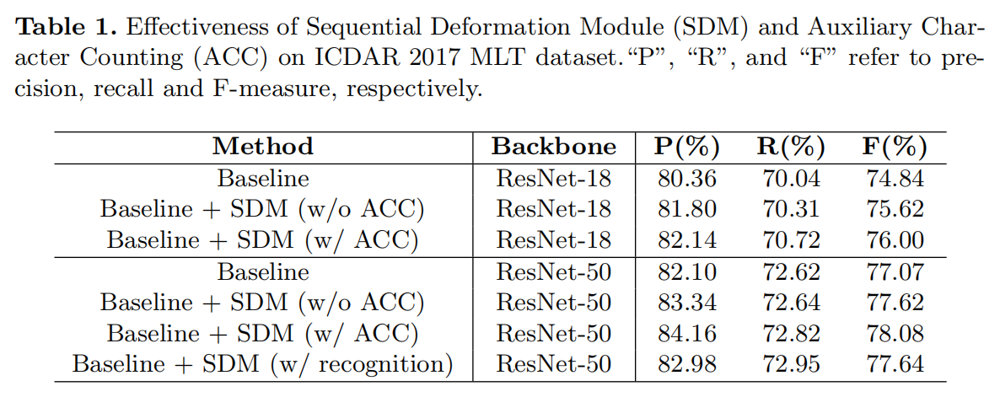 Table 1. Effectiveness of Sequential Deformation Module (SDM) and Auxiliary Char-
acter Counting (ACC) on ICDAR 2017 MLT dataset.“P”, “R”, and “F” refer to pre-
cision, recall and F-measure, respectively.
Method Backbone P(%) R(%) F(%)
Baseline ResNet-18 80.36 70.04 74.84
Baseline + SDM (w/o ACC) ResNet-18 81.80 70.31 75.62
Baseline + SDM (w/ ACC) ResNet-18 82.14 70.72 76.00
Baseline ResNet-50 82.10 72.62 77.07
Baseline + SDM (w/o ACC) ResNet-50 83.34 72.64 77.62
Baseline + SDM (w/ ACC) ResNet-50 84.16 72.82 78.08
Baseline + SDM (w/ recognition) ResNet-50 82.98 72.95 77.64